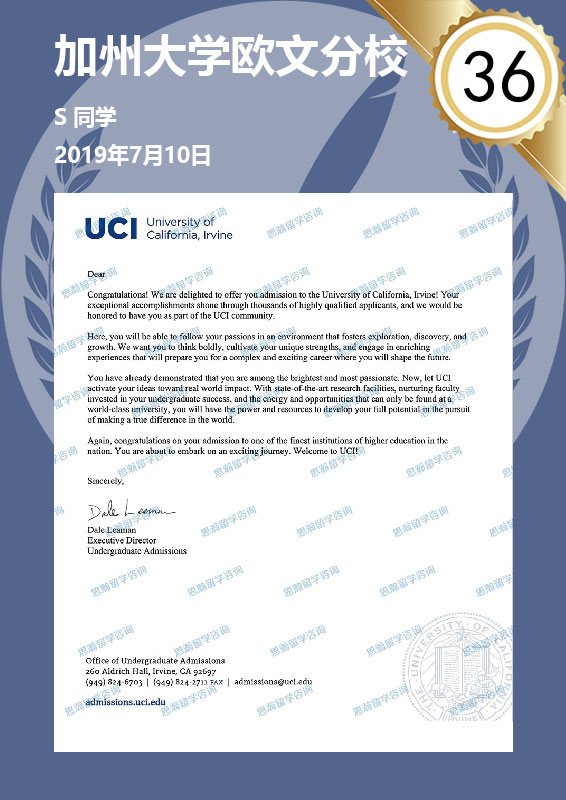 加州大学欧文分校
36
S 同学
2019年7月10日
UCI University of
California, Irvine
Dear
Congratulations! We are delighted to offer you admission to the University of California, Irvine! Your
exceptional accomplishments shone through thousands of highly qualified applicants, and we would be
honored to have you as part of the UCI community.
Here, you will be able to follow your passions in an environment that fosters exploration, discovery, and
growth. We want you to think boldly, cultivate your unique strengths, and engage in enriching
experiences that will prepare you for a complex and exciting career where you will shape the future.
You have already demonstrated that you are among the brightest and most passionate. Now, let UCI
activate your ideas toward real world impact. With state-of-the-art research facilities, nurturing faculty
invested in your undergraduate success, and the energy and opportunities that can only be found at a
world-class university, you will have the power and resources to develop your full potential in the pursuit
of making a true difference in the world.
Again, congratulations on your admission to one of the finest institutions of higher education in the
nation. You are about to embark on an exciting journey. Welcome to UCI!
Sincerely,
Dale Leaman
Dale Leaman
Executive Director
Undergraduate Admissions
Office of Undergraduate Admissions
260 Aldrich Hall, Irvine, CA 92697
(949) 824-6703 | (949) 824-2711 FAX | admissions@uci.edu
admissions.uci.edu
THE UNIVERSITY OF CALIFORNIA
IRVINE
思瀚留学咨询